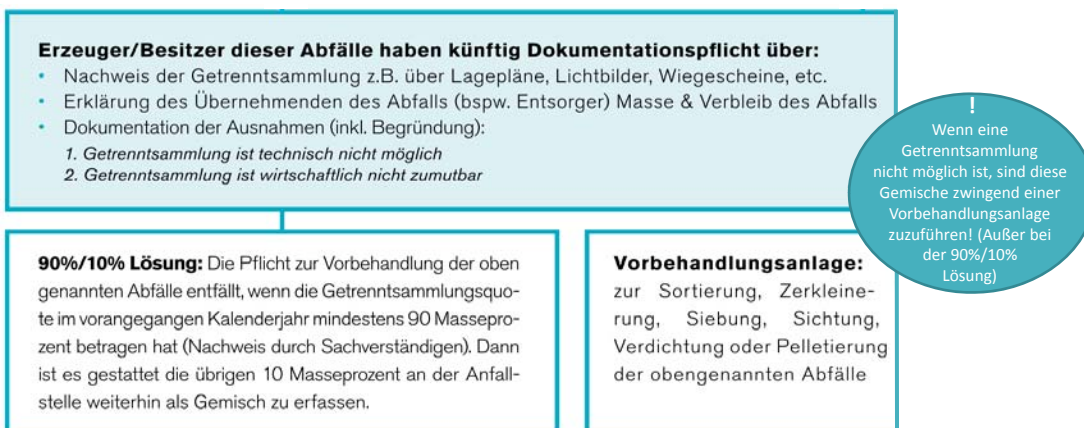 Erzeuger/Besitzer dieser Abfälle haben künftig Dokumentationspflicht über:
• Nachweis der Getrenntsammlung z.B. über Lagepläne, Lichtbilder, Wiegescheine, etc.
• Erklärung des Übernehmenden des Abfalls (bspw. Entsorger) Masse & Verbleib des Abfalls
• Dokumentation der Ausnahmen (inkl. Begründung):
1. Getrenntsammlung ist technisch nicht möglich
2. Getrenntsammlung ist wirtschaftlich nicht zumutbar
!
Wenn eine
Getrenntsammlung
nicht möglich ist, sind diese
Gemische zwingend einer
Vorbehandlungsanlage
zuzuführen! (Außer bei
der 90%/10%
Lösung)
90%/10% Lösung: Die Pflicht zur Vorbehandlung der oben
genannten Abfälle entfällt, wenn die Getrenntsammlungsquo-
te im vorangegangen Kalenderjahr mindestens 90 Massepro-
zent betragen hat (Nachweis durch Sachverständigen). Dann
ist es gestattet die übrigen 10 Masseprozent an der Anfall-
stelle weiterhin als Gemisch zu erfassen.
Vorbehandlungsanlage:
zur Sortierung, Zerkleine-
rung, Siebung, Sichtung,
Verdichtung oder Pelletierung
der obengenannten Abfälle